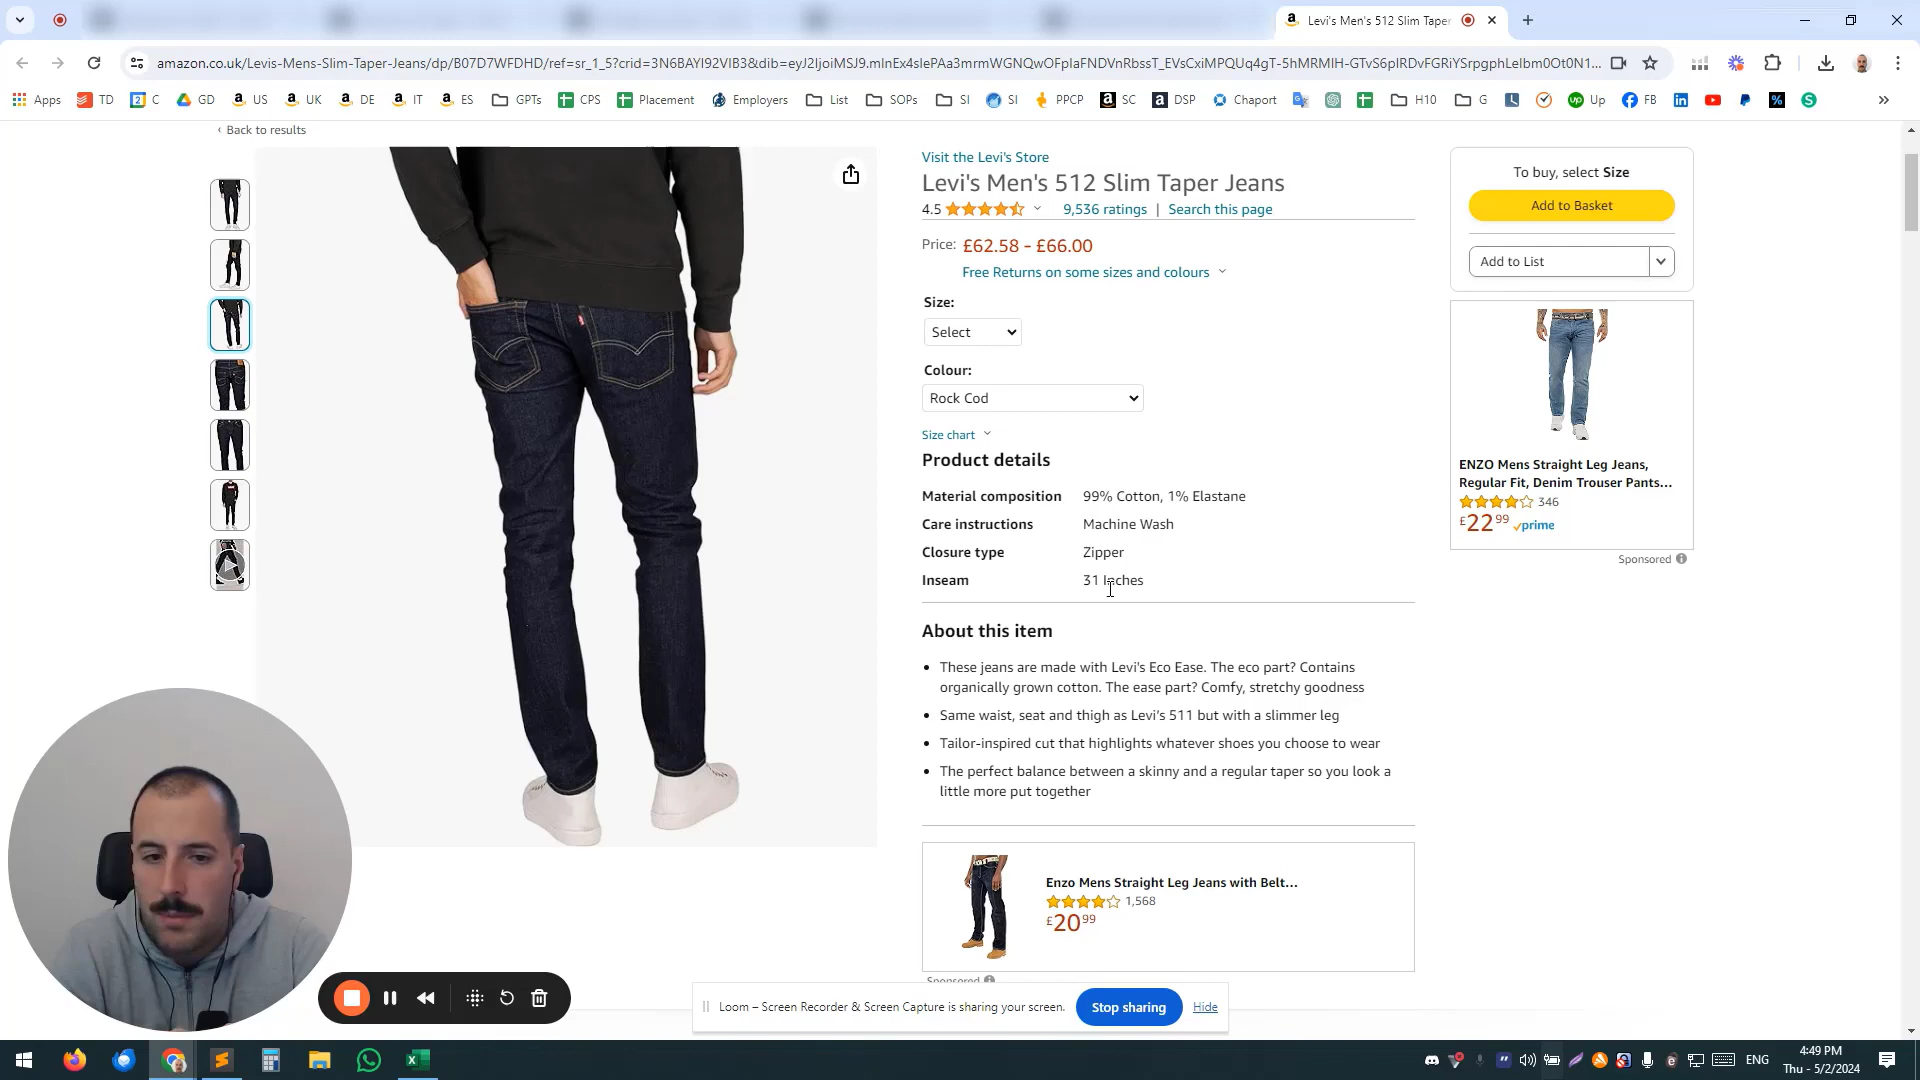 Levi's Men's 512 Slim Taper
amazon.co.uk/Levis-Mens-Slim-Taper-Jeans/dp/B07D7WFDHD/ref=sr_1_5?crid=3N6BAYI92VIB3&dib=eyJ2IjoiMSJ9
Apps TD C GD US UK DE IT ES GPTs CPS Placement Employers List SOPs SI SI PPCP SC DSP Chaport H10 G Up FB
‹ Back to results
Visit the Levi's Store
Levi's Men's 512 Slim Taper Jeans
4.5 9,536 ratings | Search this page
Price: £62.58 - £66.00
Free Returns on some sizes and colours
Size:
Select
Colour:
Rock Cod
Size chart
Product details
Material composition 99% Cotton, 1% Elastane
Care instructions Machine Wash
Closure type Zipper
Inseam 31 Inches
About this item
• These jeans are made with Levi's Eco Ease. The eco part? Contains
organically grown cotton. The ease part? Comfy, stretchy goodness
• Same waist, seat and thigh as Levi's 511 but with a slimmer leg
• Tailor-inspired cut that highlights whatever shoes you choose to wear
• The perfect balance between a skinny and a regular taper so you look a
little more put together
Enzo Mens Straight Leg Jeans with Belt...
1,568
£20.99
Sponsored
To buy, select Size
Add to Basket
Add to List
ENZO Mens Straight Leg Jeans,
Regular Fit, Denim Trouser Pants...
346
£22.99 prime
Sponsored
Loom – Screen Recorder & Screen Capture is sharing your screen. Stop sharing Hide
ENG
4:49 PM
Thu - 5/2/2024